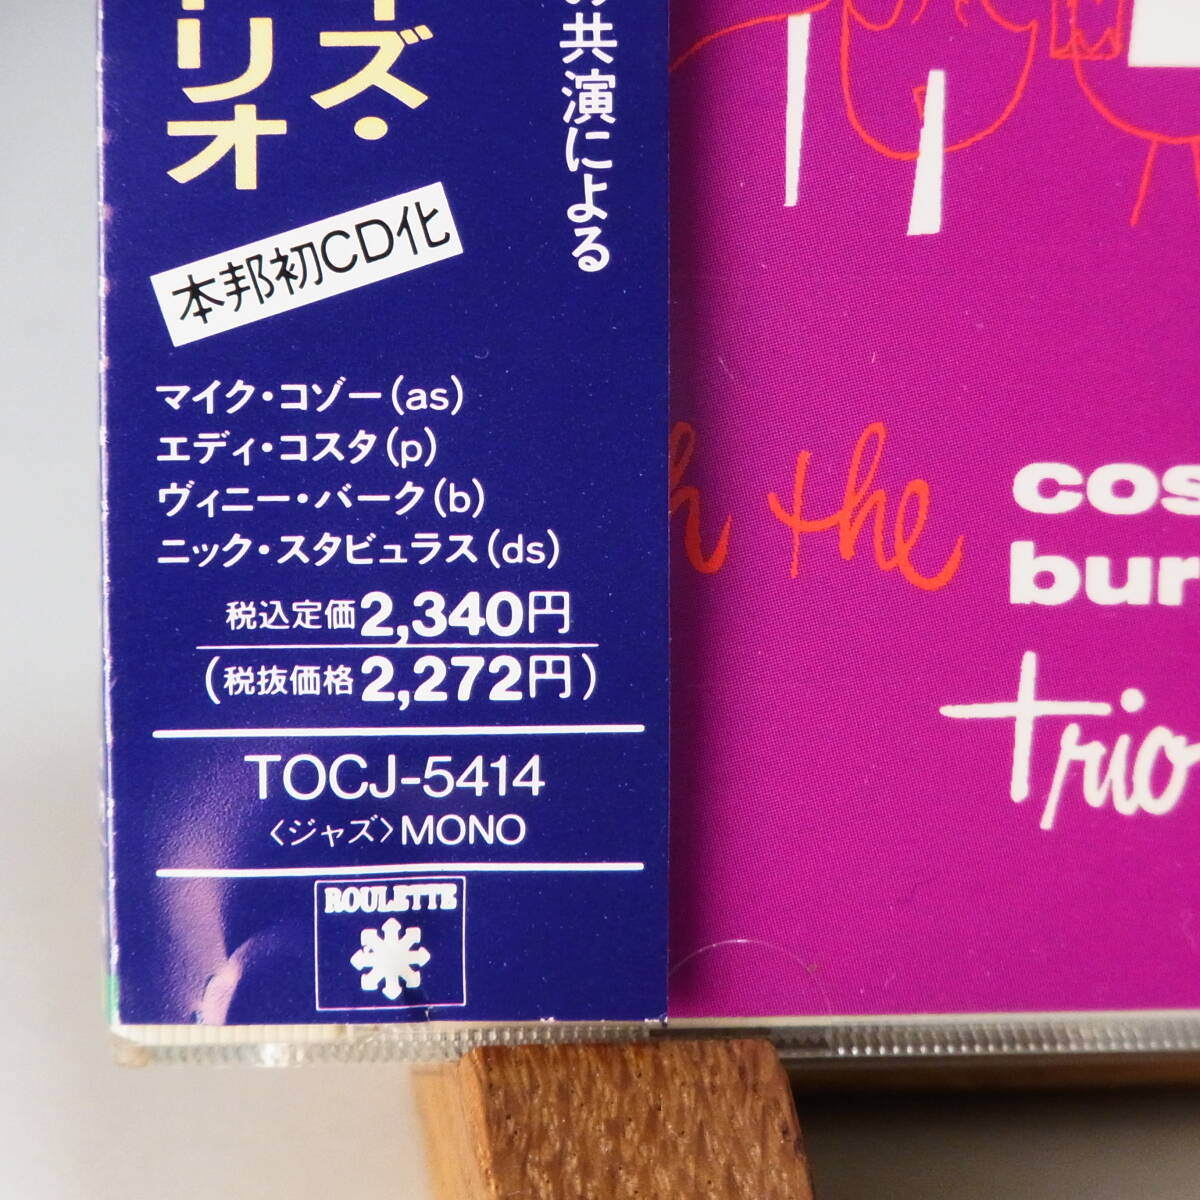 ズ・
リオ
共演による
本邦初CD化
マイク・コゾー(as)
エディ・コスタ(p)
ヴィニー・バーク(b)
ニック・スタビュラス(ds)
税込定価2,340円
(税抜価格2,272円)
TOCJ-5414
〈ジャズ〉MONO
ROULETTE
the
cos
bur
trio